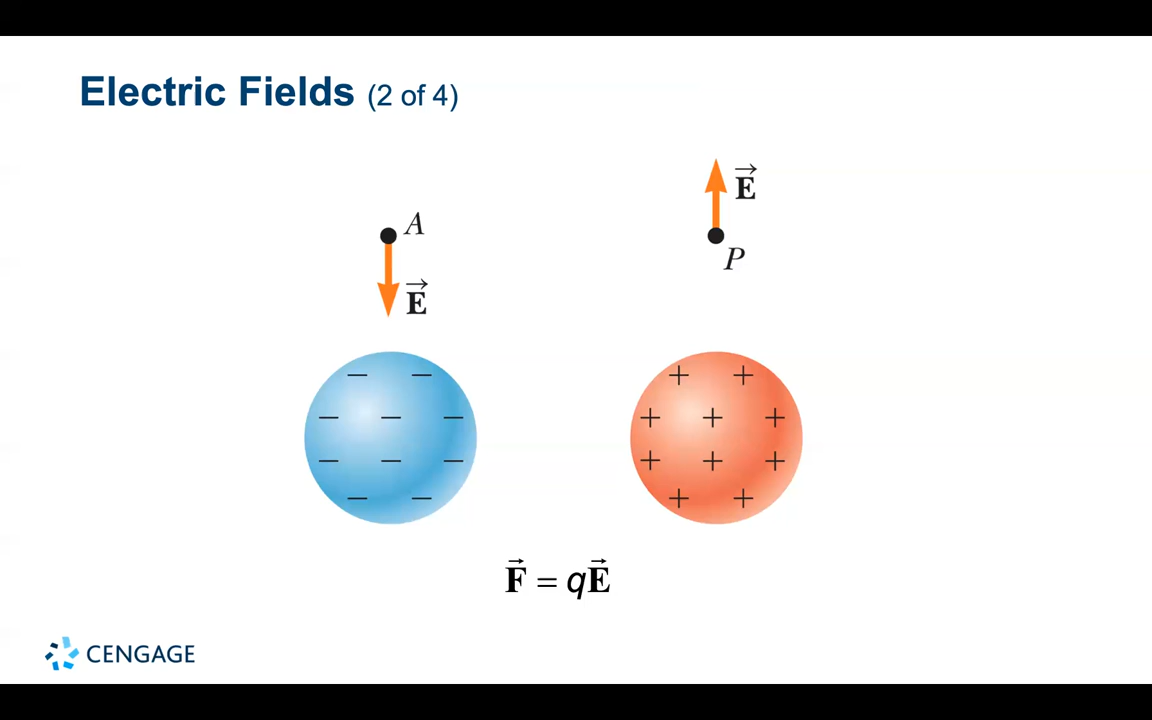 Electric Fields (2 of 4)
E⃗
A
P
E⃗
− −
− − −
− − −
− −
+ +
+ + +
+ + +
+ +
F⃗ = qE⃗
CENGAGE